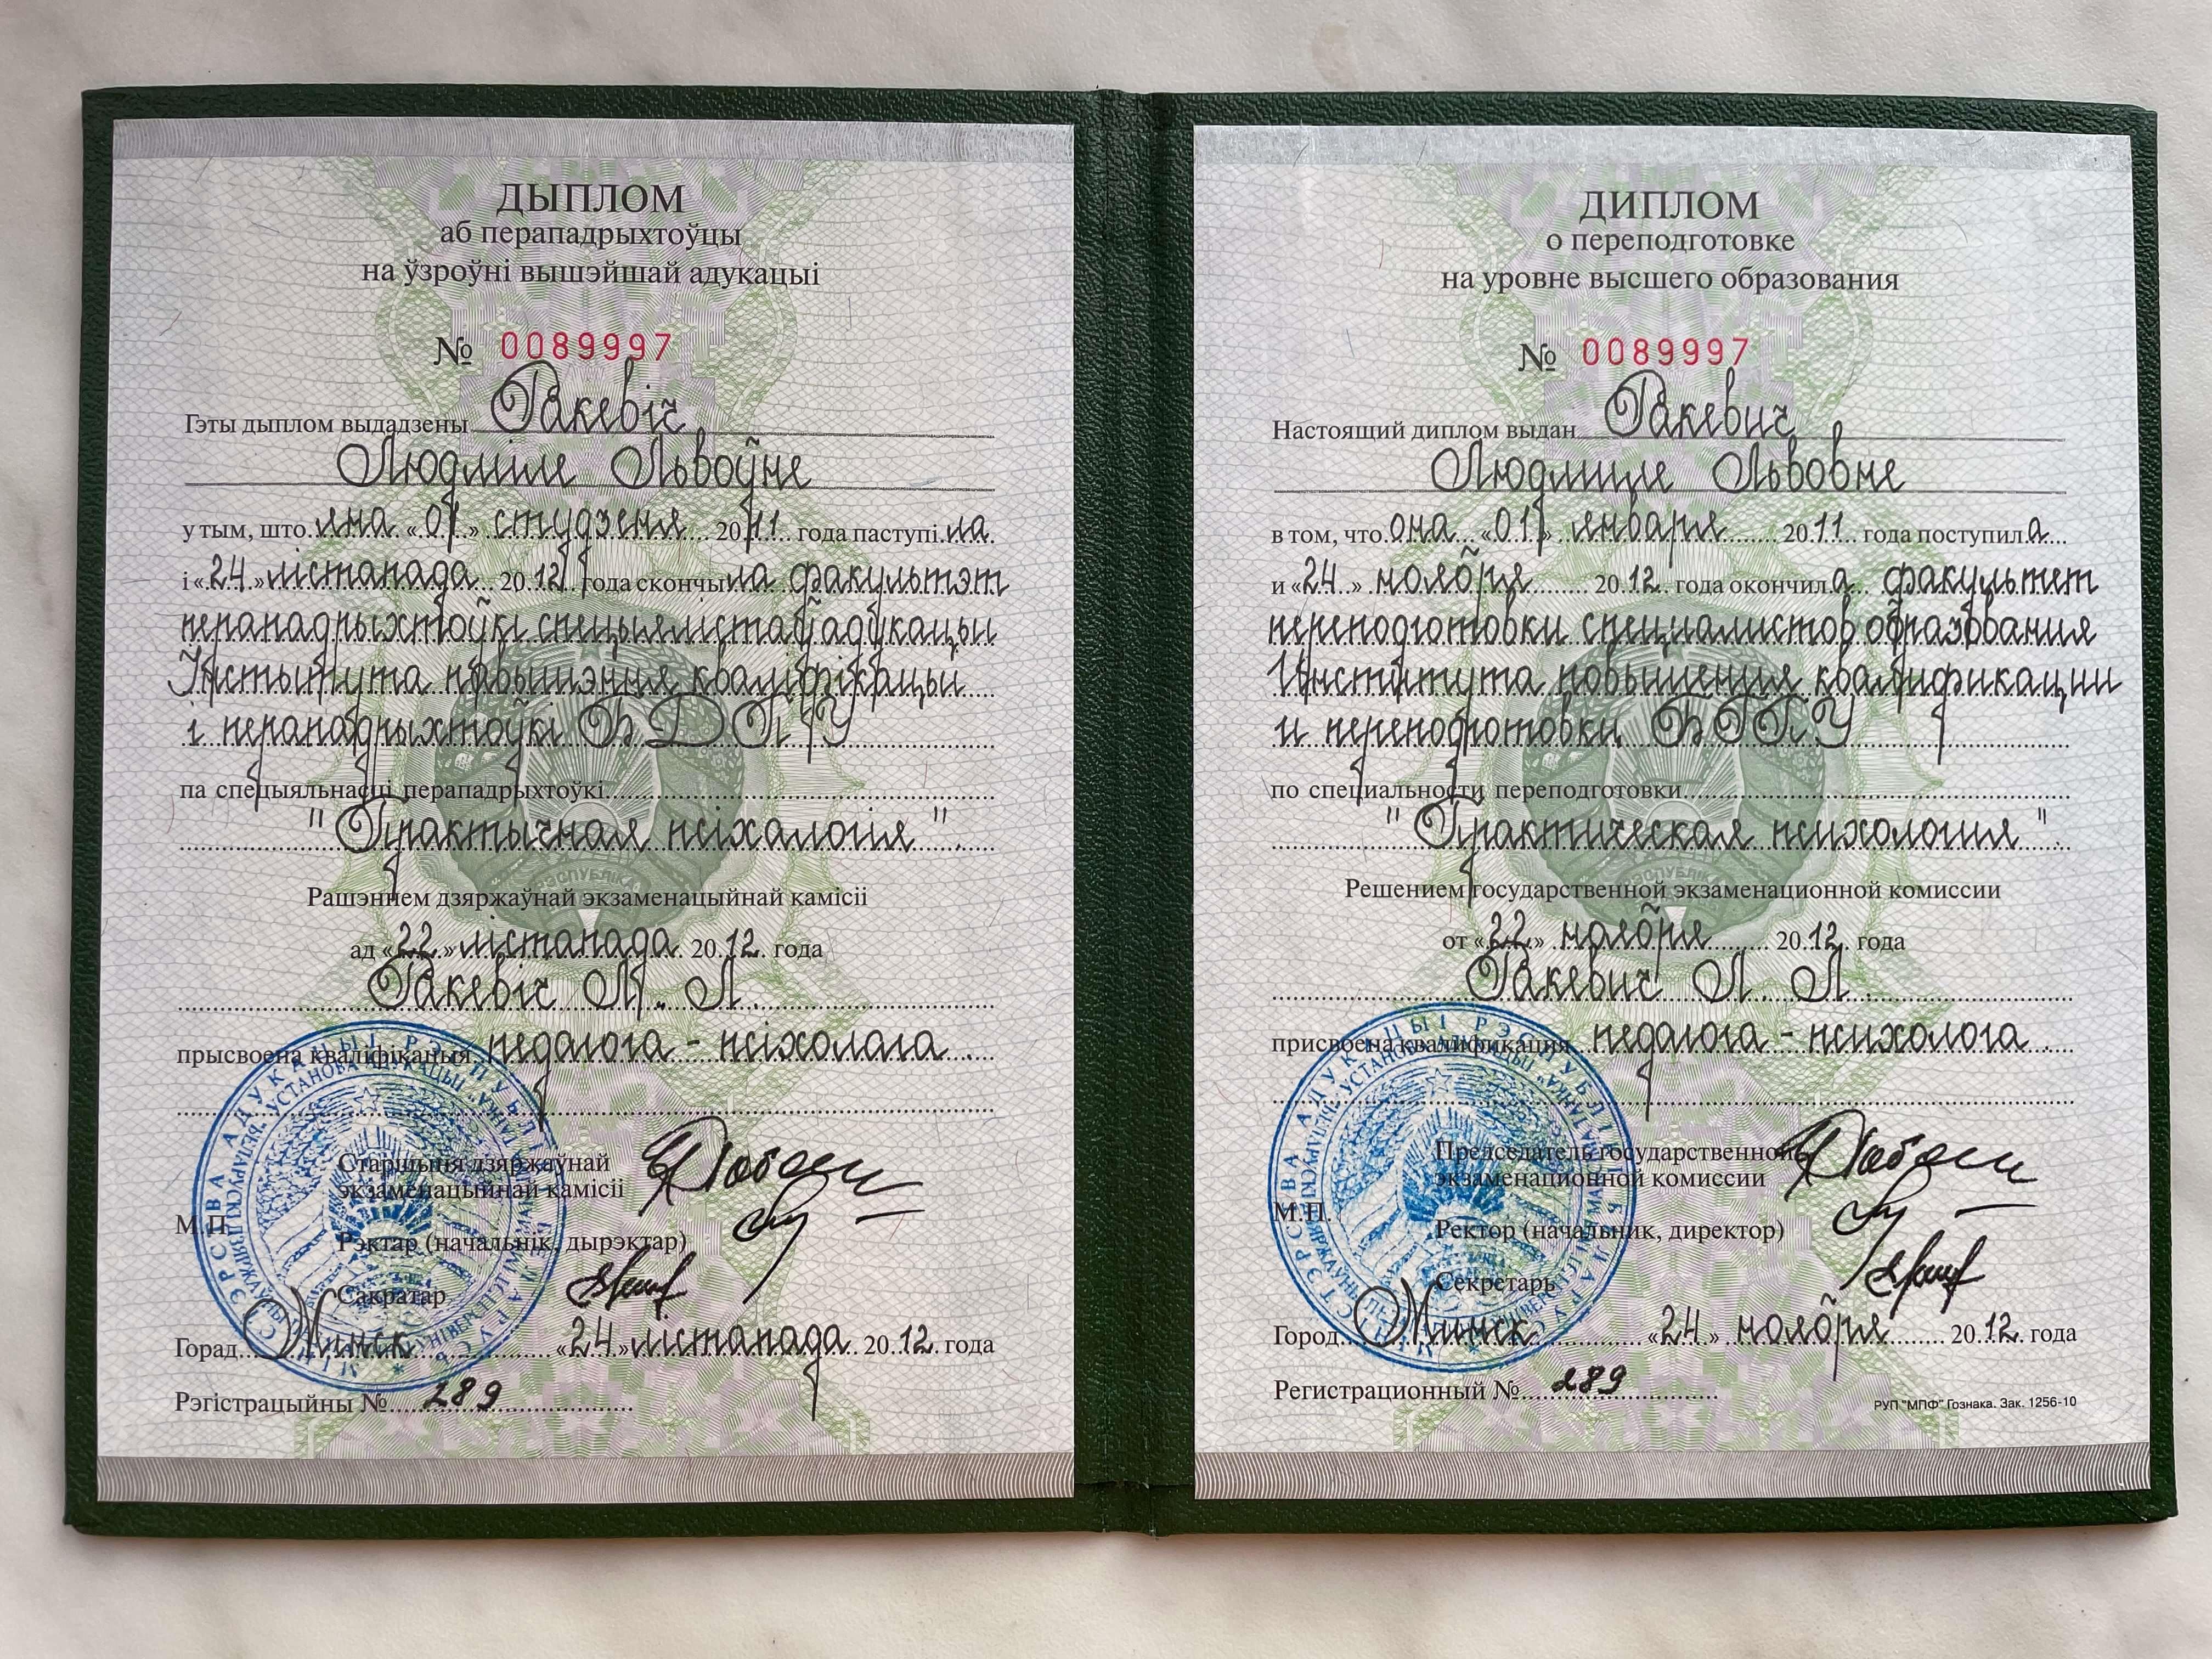 ДЫПЛОМ
аб перападрыхтоўцы
на ўзроўні вышэйшай адукацыі
№ 0089997
Гэты дыплом выдадзены Ракевіч
Людміле Львоўне
у тым, што яна «01» студзеня 2011 года паступіла
і «24» лістапада 2012 года скончыла факультэт
перападрыхтоўкі спецыялістаў адукацыі
Інстытута павышэння кваліфікацыі
і перападрыхтоўкі БДПУ
па спецыяльнасці перападрыхтоўкі
"Практычная псіхалогія"
Рашэннем дзяржаўнай экзаменацыйнай камісіі
ад «22» лістапада 2012 года
Ракевіч Л. Л.
прысвоена кваліфікацыя педагога-псіхолага.
Старшыня дзяржаўнай
экзаменацыйнай камісіі
М.П.
Рэктар (начальнік, дырэктар)
Сакратар
Горад Минск «24» лістапада 2012 года
Рэгістрацыйны № 289
ДИПЛОМ
о переподготовке
на уровне высшего образования
№ 0089997
Настоящий диплом выдан Ракевич
Людмиле Львовне
в том, что она «01» января 2011 года поступила
и «24» ноября 2012 года окончила факультет
переподготовки специалистов образования
Института повышения квалификации
и переподготовки БГПУ
по специальности переподготовки
"Практическая психология"
Решением государственной экзаменационной комиссии
от «22» ноября 2012 года
Ракевич Л. Л.
присвоена квалификация педагога-психолога.
Председатель государственной
экзаменационной комиссии
М.П.
Ректор (начальник, директор)
Секретарь
Город Минск «24» ноября 2012 года
Регистрационный № 289
РУП "МПФ" Гознака. Зак. 1256-10